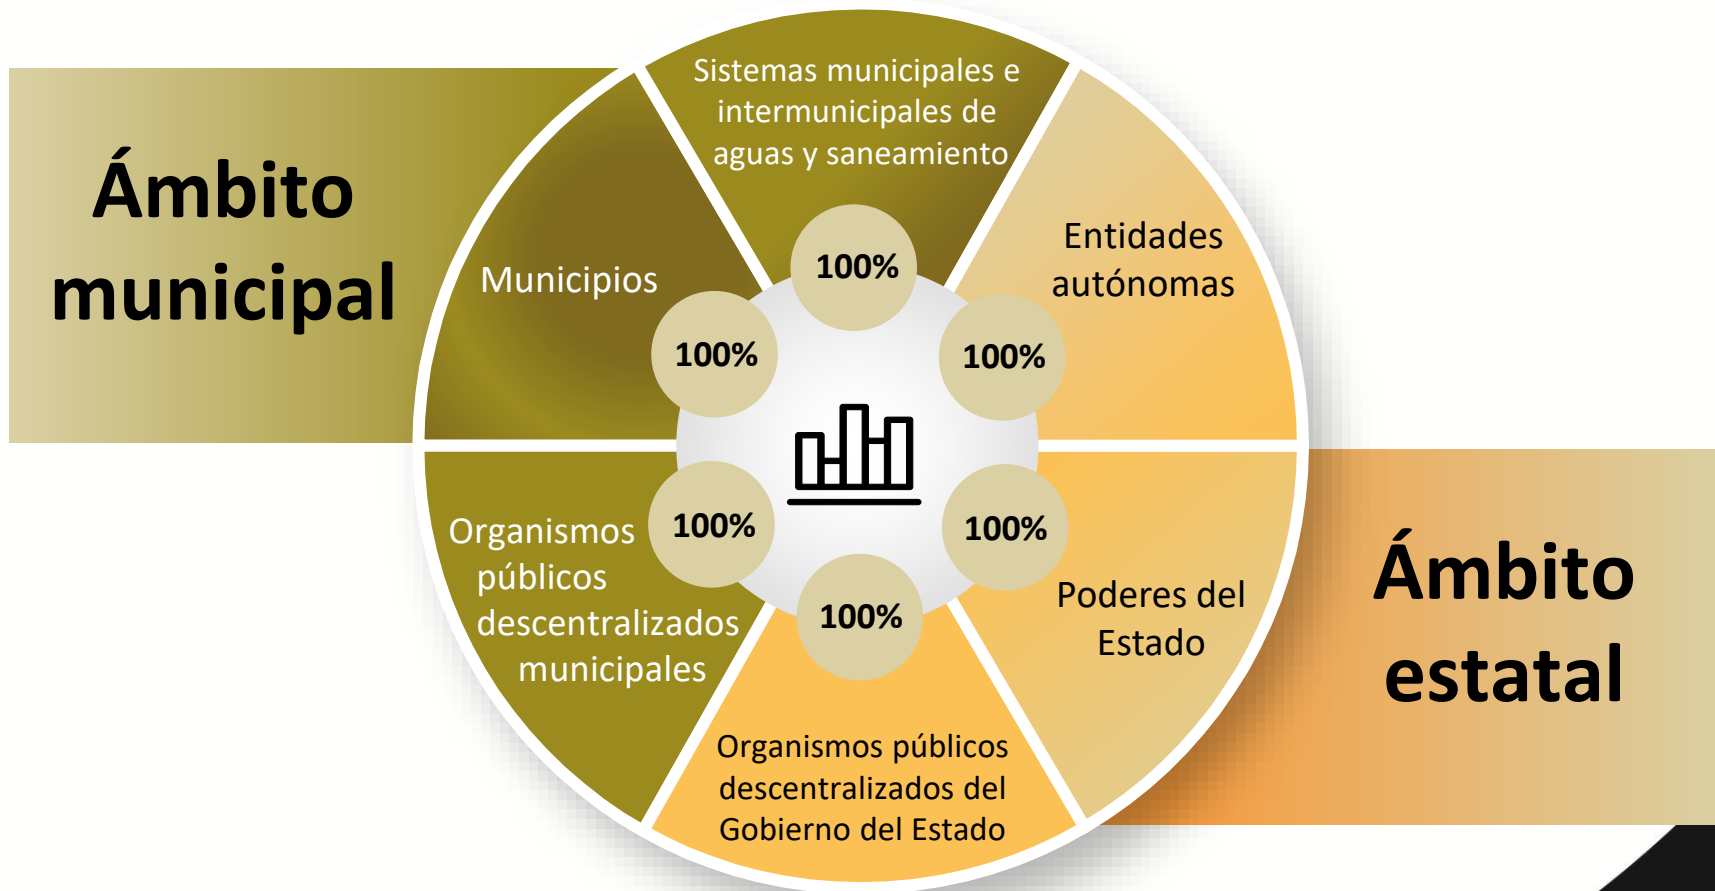 Ámbito
municipal
Sistemas municipales e
intermunicipales de
aguas y saneamiento
100%
Municipios
100%
Entidades
autónomas
100%
Organismos
públicos
descentralizados
municipales
100%
Poderes del
Estado
100%
Organismos públicos
descentralizados del
Gobierno del Estado
100%
Ámbito
estatal